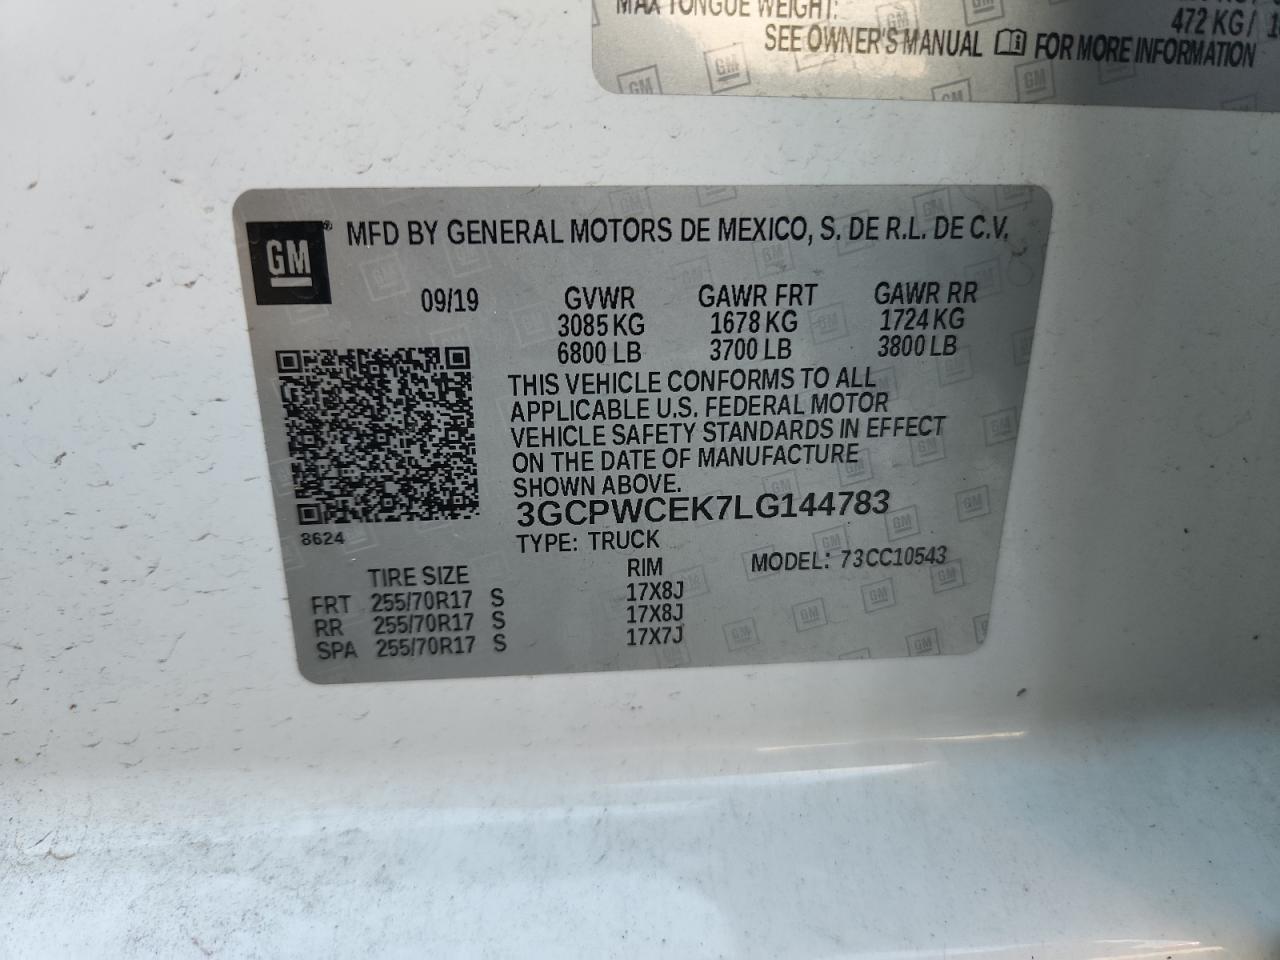 MAX TONGUE WEIGHT:
472 KG/
SEE OWNER'S MANUAL FOR MORE INFORMATION
GM® MFD BY GENERAL MOTORS DE MEXICO, S. DE R.L. DE C.V.
09/19 GVWR GAWR FRT GAWR RR
3085 KG 1678 KG 1724 KG
6800 LB 3700 LB 3800 LB
THIS VEHICLE CONFORMS TO ALL
APPLICABLE U.S. FEDERAL MOTOR
VEHICLE SAFETY STANDARDS IN EFFECT
ON THE DATE OF MANUFACTURE
SHOWN ABOVE.
3GCPWCEK7LG144783
8624
TYPE: TRUCK
MODEL: 73CC10543
TIRE SIZE RIM
FRT 255/70R17 S 17X8J
RR 255/70R17 S 17X8J
SPA 255/70R17 S 17X7J